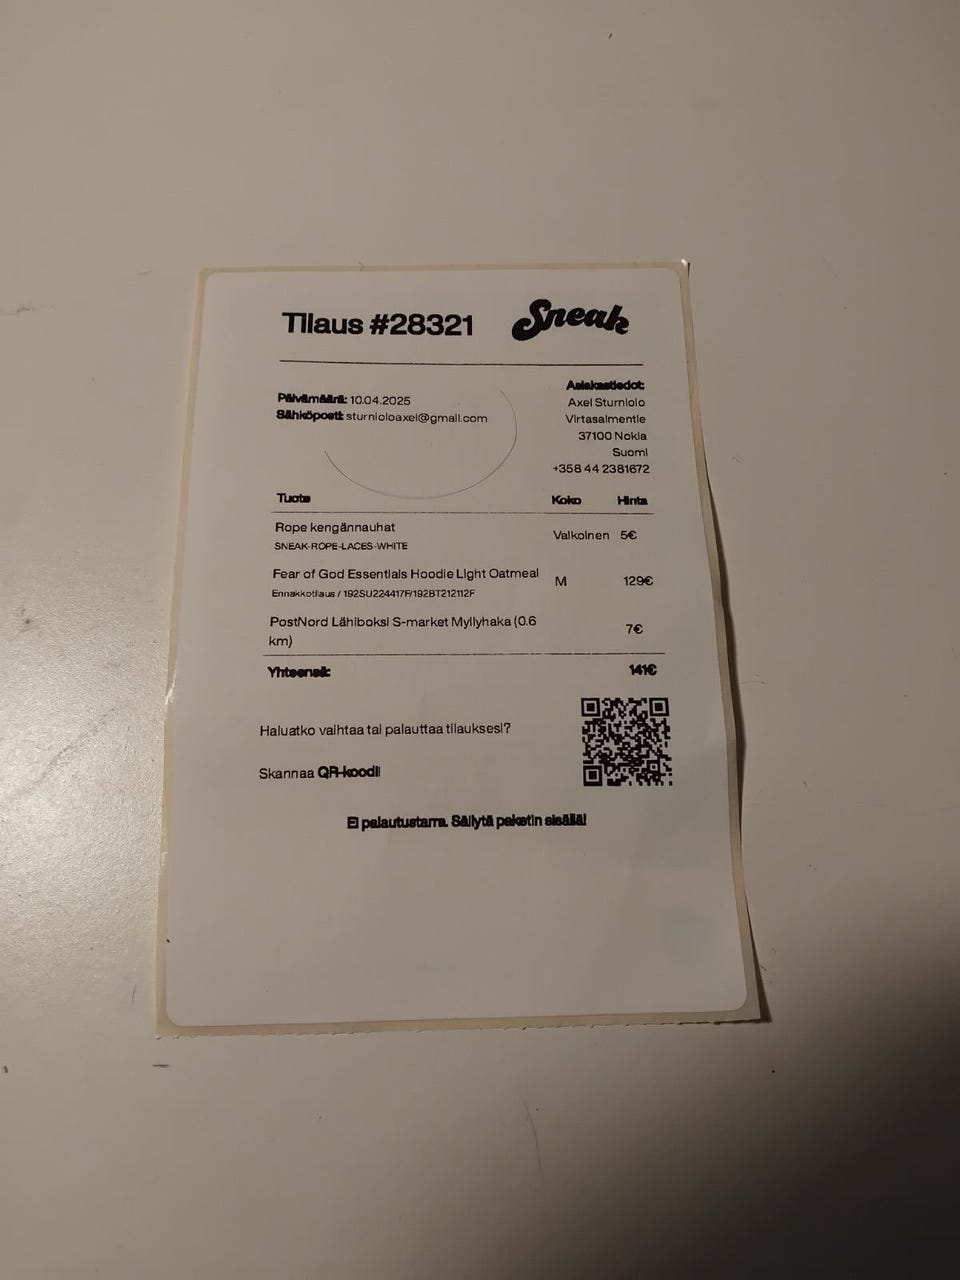 Tilaus #28321
Sneak
Päivämäärä: 10.04.2025
Sähköposti: sturnioloaxel@gmail.com
Asiakastiedot:
Axel Sturniolo
Virtasalmentie
37100 Nokia
Suomi
+358 44 2381672
Tuote Koko Hinta
Rope kengännauhat Valkoinen 5€
SNEAK-ROPE-LACES-WHITE
Fear of God Essentials Hoodie Light Oatmeal M 129€
Ennakkotilaus / 192SU224417F/192BT212112F
PostNord Lähiboksi S-market Myllyhaka (0.6
km) 7€
Yhteensä: 141€
Haluatko vaihtaa tai palauttaa tilauksesi?
Skannaa QR-koodi!
Ei palautustarra. Säilytä paketin sisällä!